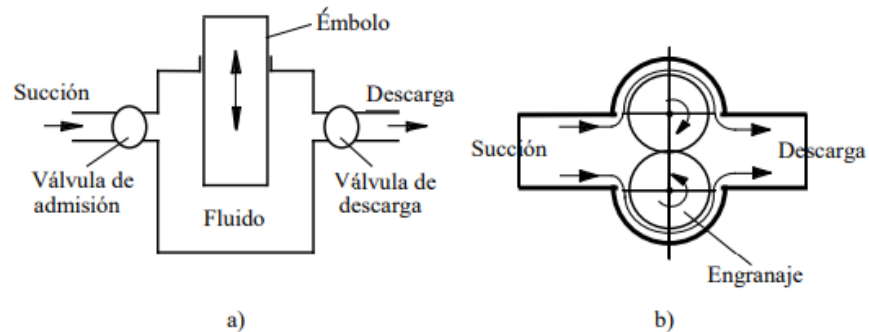 Émbolo
Succión
Descarga
Válvula de
admisión
Válvula de
descarga
Fluido
a)
Succión
Descarga
Engranaje
b)